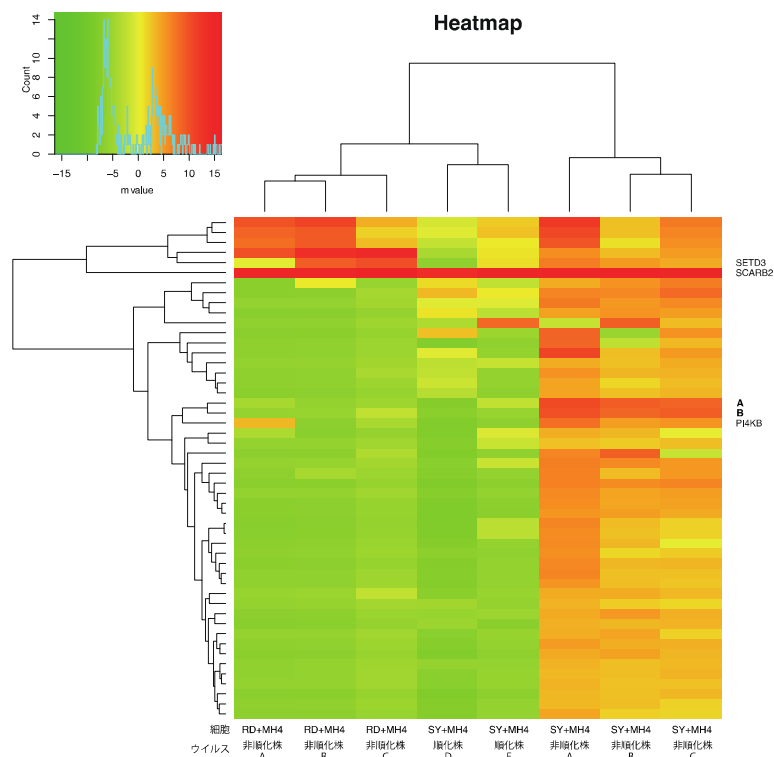 Heatmap
14
10
8
6
4
2
0
Count
−15 −5 0 5 10 15
m value
SETD3
SCARB2
A
B
PI4KB
細胞 RD+MH4 RD+MH4 RD+MH4 SY+MH4 SY+MH4 SY+MH4 SY+MH4 SY+MH4
ウイルス 非順化株 非順化株 非順化株 順化株 順化株 非順化株 非順化株 非順化株
A B C D E A B C